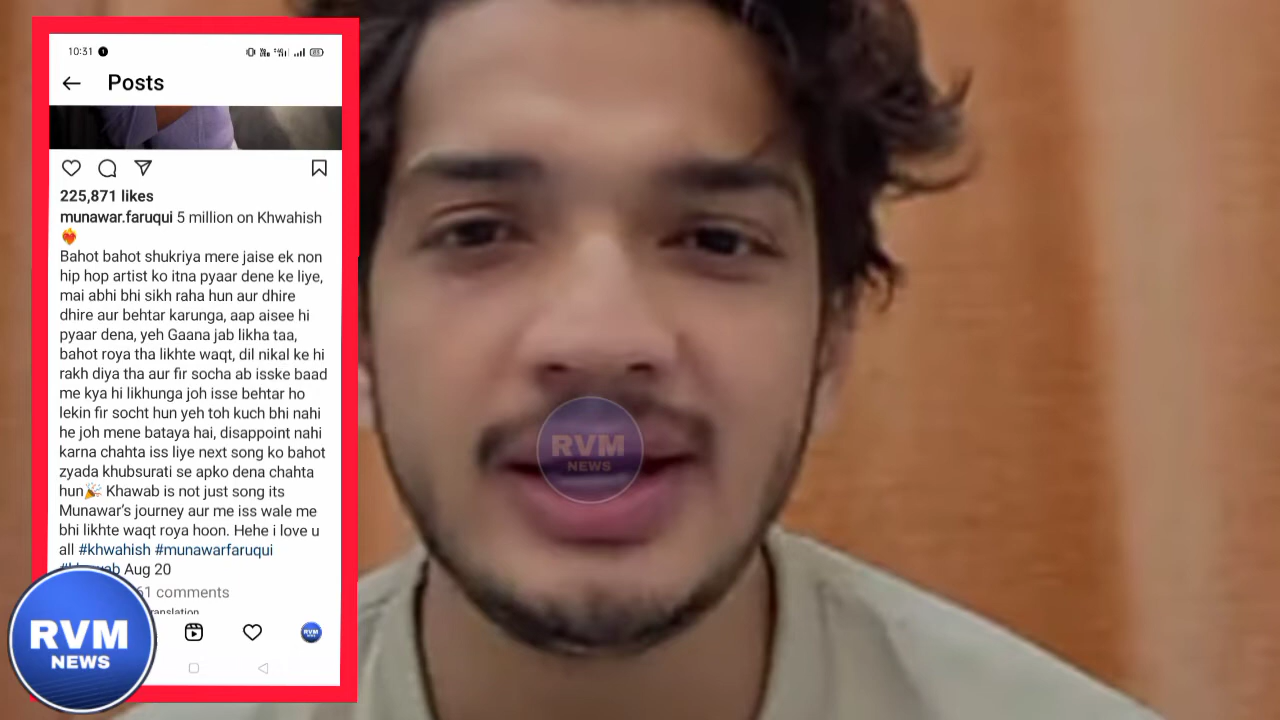 10:31
Posts
225,871 likes
munawar.faruqui 5 million on Khwahish
❤️‍🔥
Bahot bahot shukriya mere jaise ek non
hip hop artist ko itna pyaar dene ke liye,
mai abhi bhi sikh raha hun aur dhire
dhire aur behtar karunga, aap aisee hi
pyaar dena, yeh Gaana jab likha taa,
bahot roya tha likhte waqt, dil nikal ke hi
rakh diya tha aur fir socha ab isske baad
me kya hi likhunga joh isse behtar ho
lekin fir socht hun yeh toh kuch bhi nahi
he joh mene bataya hai, disappoint nahi
karna chahta iss liye next song ko bahot
zyada khubsurati se apko dena chahta
hun🎉 Khawab is not just song its
Munawar's journey aur me iss wale me
bhi likhte waqt roya hoon. Hehe i love u
all #khwahish #munawarfaruqui
Aug 20
comments
RVM
NEWS
RVM
NEWS
RVM